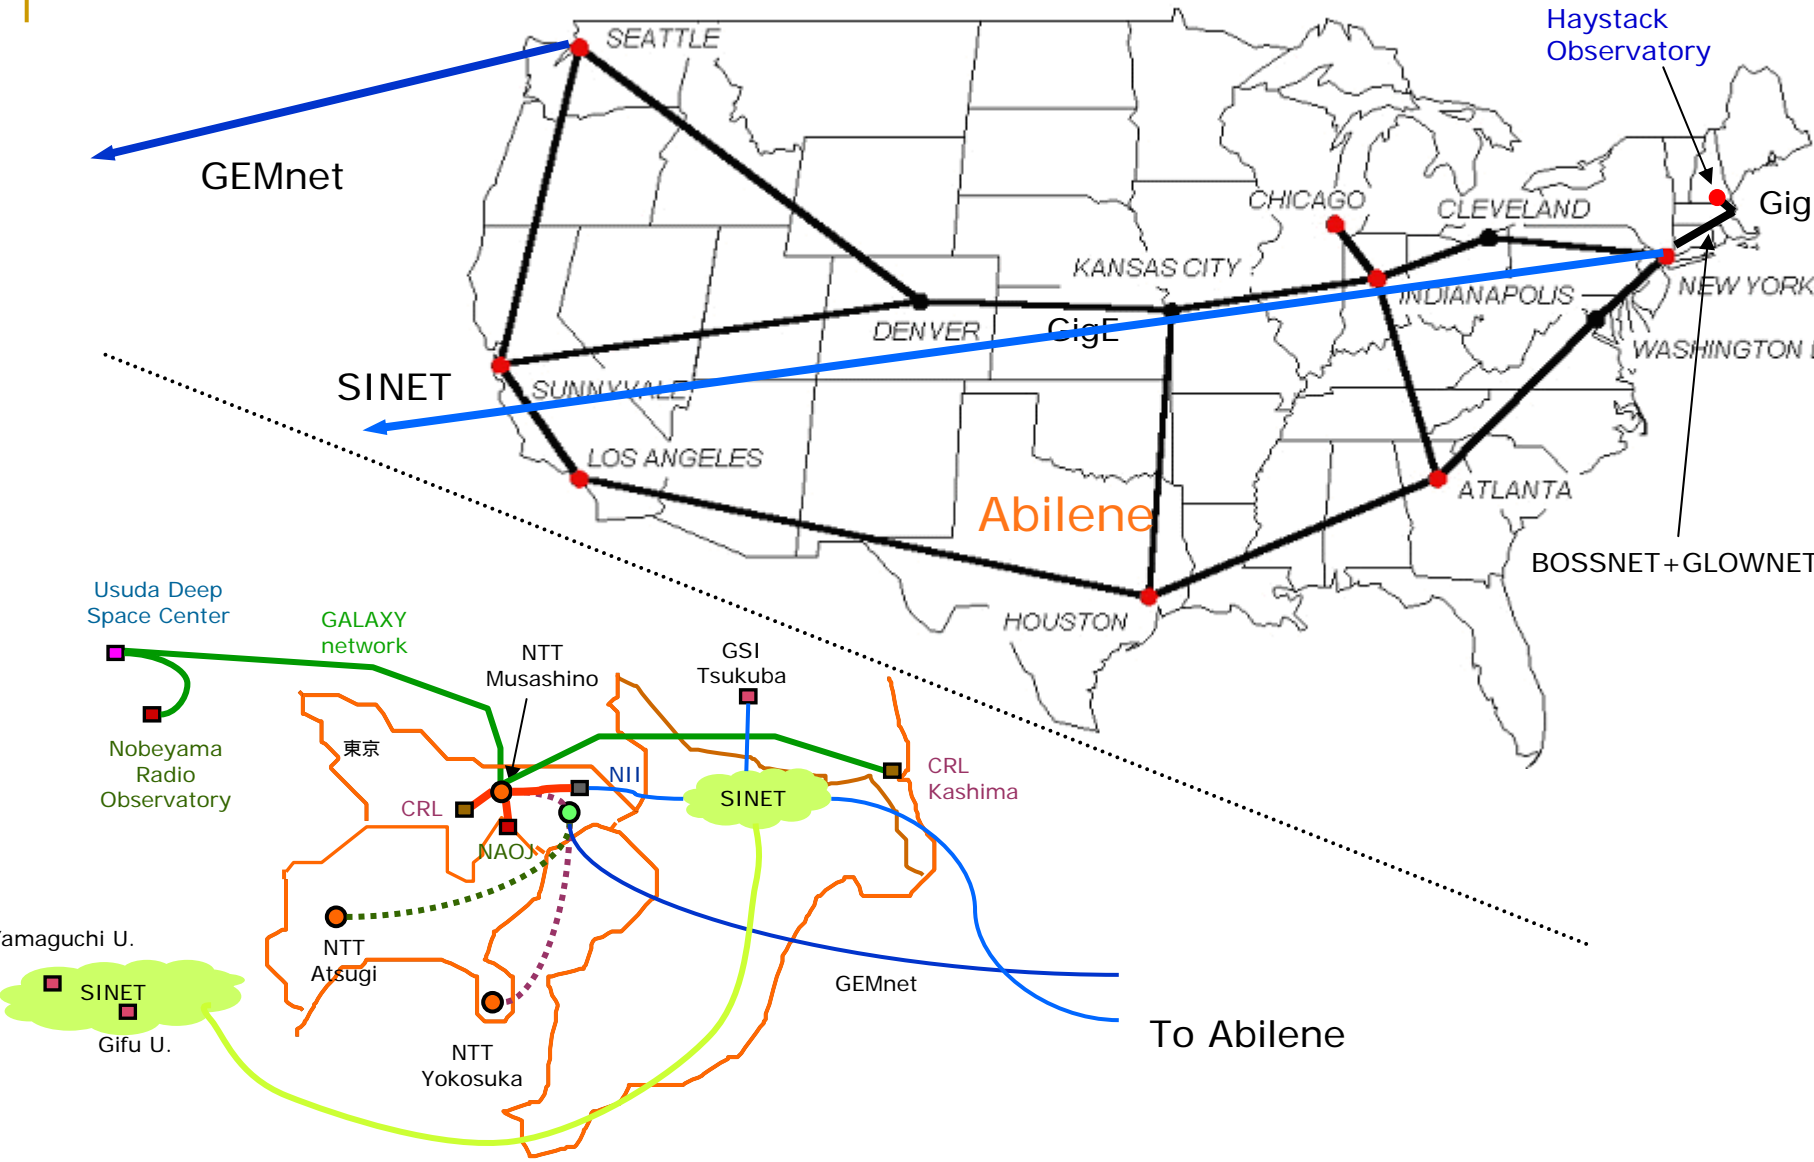 Haystack
Observatory
SEATTLE
GEMnet
CHICAGO
CLEVELAND
Gig
KANSAS CITY
INDIANAPOLIS
NEW YORK
DENVER
GigE
WASHINGTON
SINET
SUNNYVALE
LOS ANGELES
ATLANTA
Abilene
BOSSNET+GLOWNET
HOUSTON
Usuda Deep
Space Center
GALAXY
network
NTT
Musashino
GSI
Tsukuba
Nobeyama
Radio
Observatory
東京
NII
CRL
Kashima
SINET
CRL
NAOJ
NTT
Atsugi
Yamaguchi U.
SINET
Gifu U.
GEMnet
NTT
Yokosuka
To Abilene